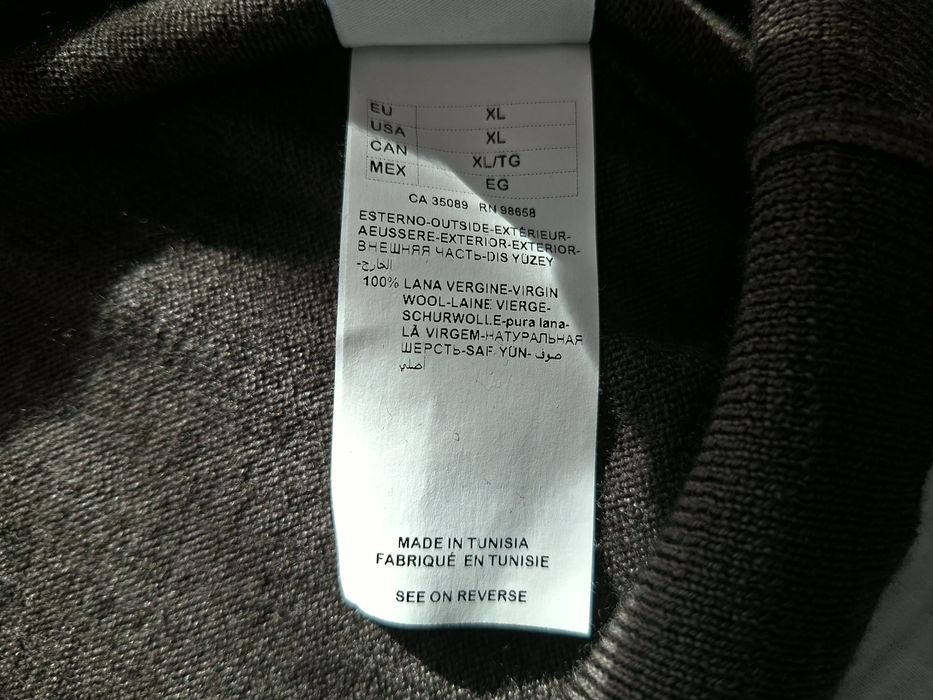 EU XL
USA XL
CAN XL/TG
MEX EG
CA 35089 RN 98658
ESTERNO-OUTSIDE-EXTÉRIEUR-
AEUSSERE-EXTERIOR-EXTERIOR-
ВНЕШНЯЯ ЧАСТЬ-DIS YÜZEY
-الخارج
100% LANA VERGINE-VIRGIN
WOOL-LAINE VIERGE-
SCHURWOLLE-pura lana-
LÃ VIRGEM-НАТУРАЛЬНАЯ
ШЕРСТЬ-SAF YÜN- صوف
أصلي
MADE IN TUNISIA
FABRIQUÉ EN TUNISIE
SEE ON REVERSE